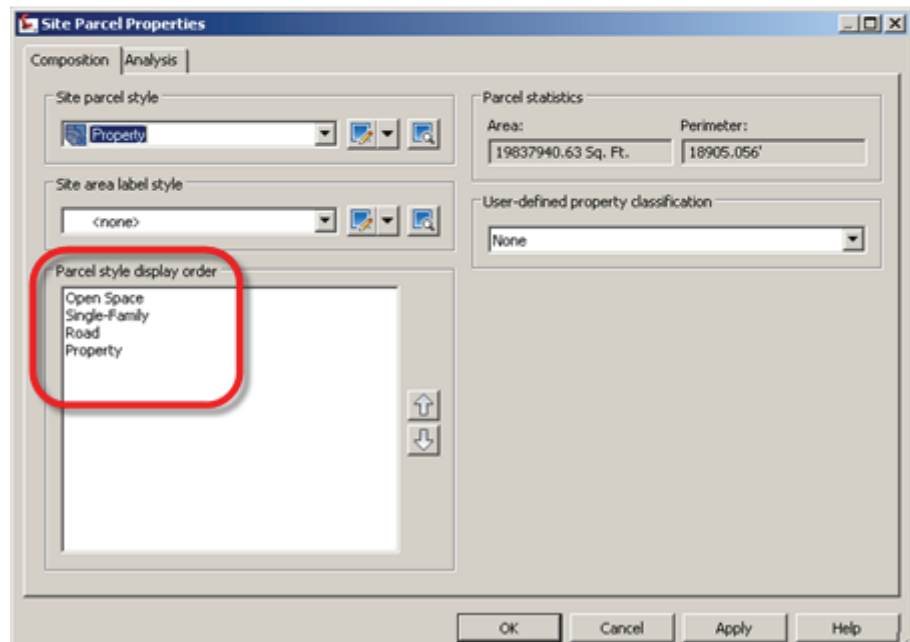 Site Parcel Properties
Composition
Analysis
Site parcel style
Property
Site area label style
<none>
Parcel style display order
Open Space
Single-Family
Road
Property
Parcel statistics
Area:
Perimeter:
19837940.63 Sq. Ft.
18905.056'
User-defined property classification
None
OK
Cancel
Apply
Help